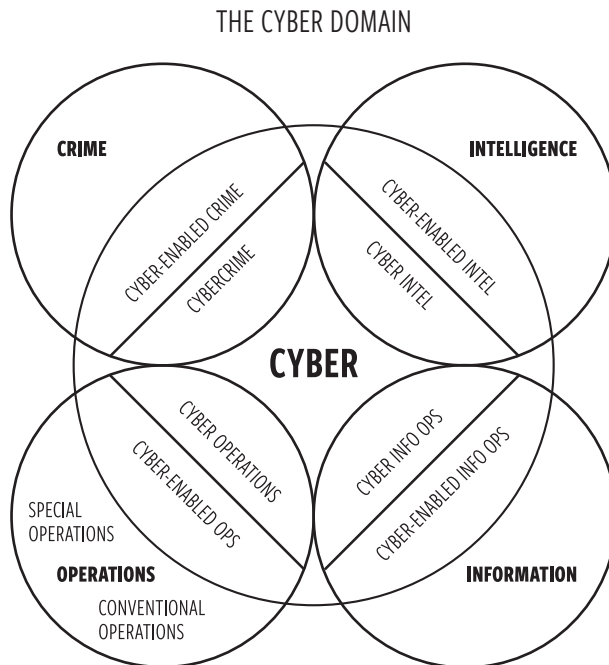 THE CYBER DOMAIN
CRIME
INTELLIGENCE
CYBER-ENABLED CRIME
CYBERCRIME
CYBER-ENABLED INTEL
CYBER INTEL
CYBER
CYBER OPERATIONS
CYBER-ENABLED OPS
CYBER INFO OPS
CYBER-ENABLED INFO OPS
SPECIAL
OPERATIONS
OPERATIONS
INFORMATION
CONVENTIONAL
OPERATIONS